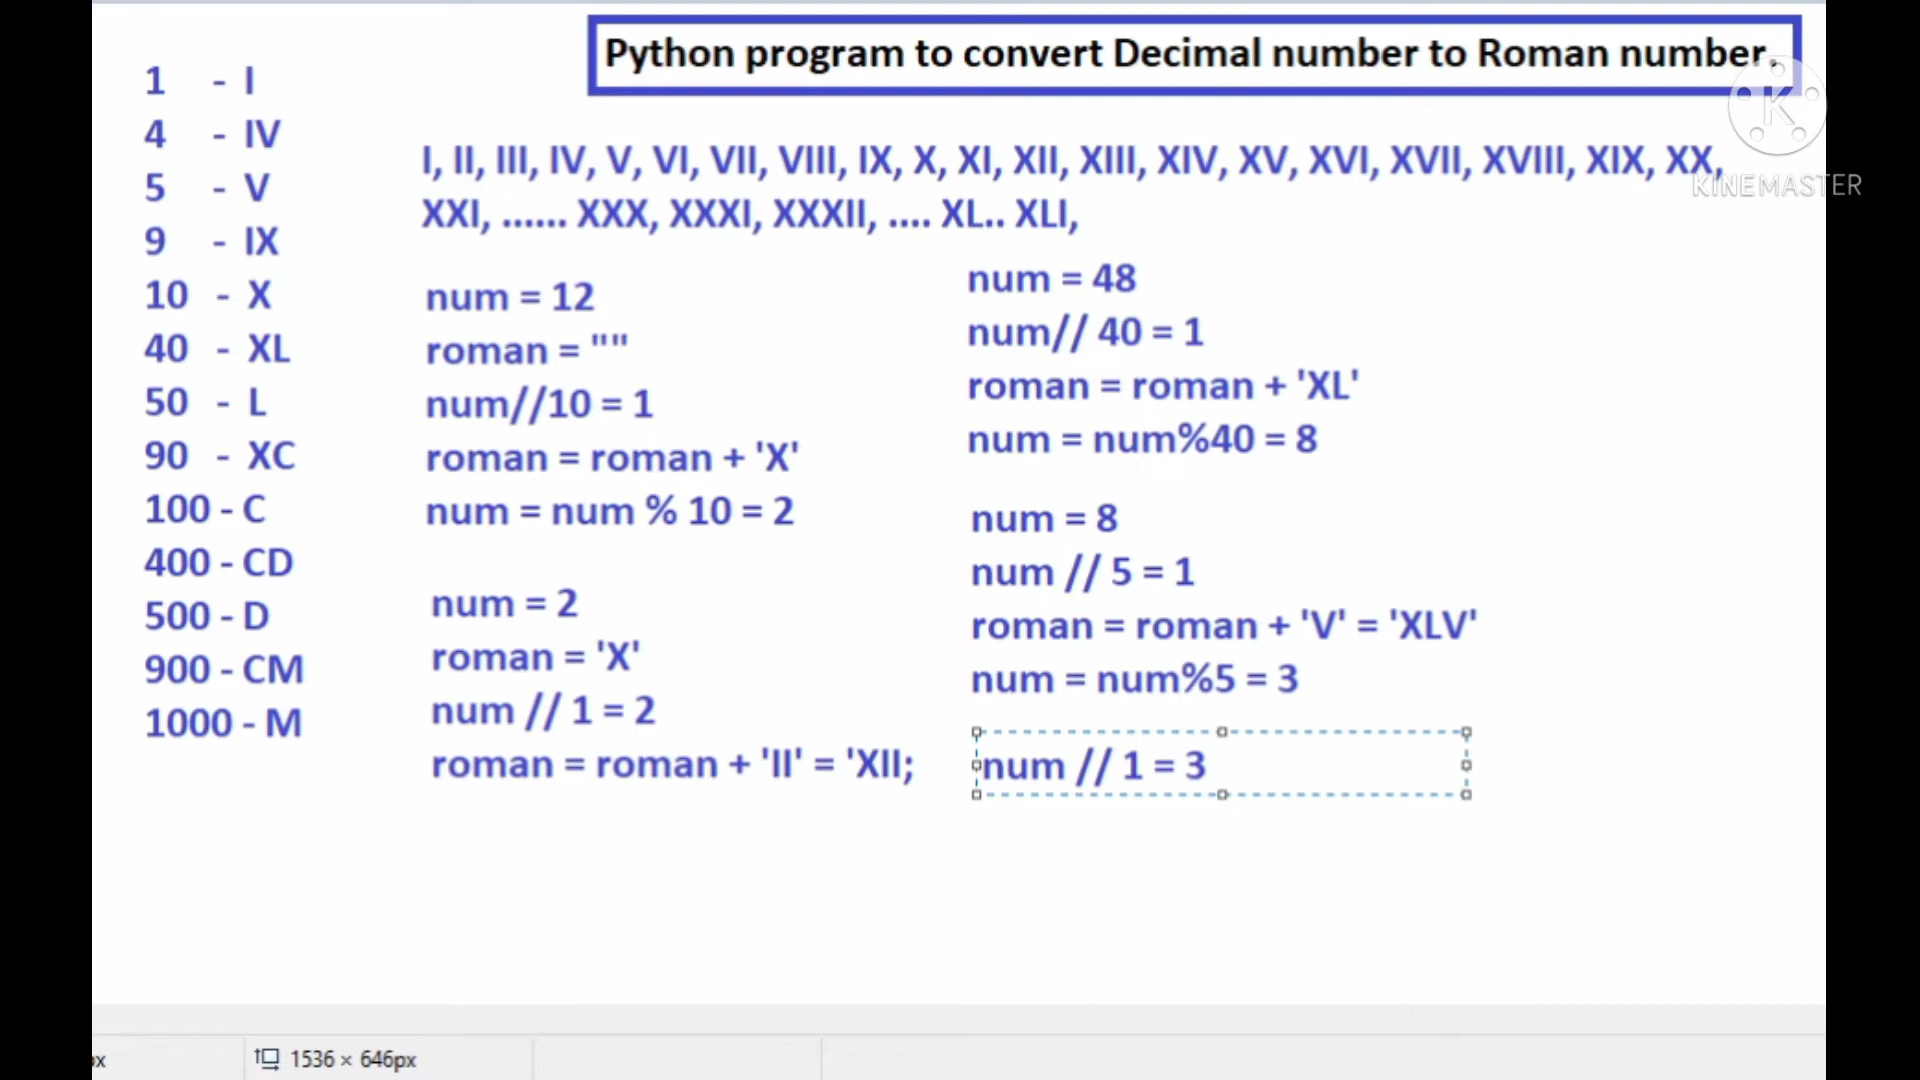 Python program to convert Decimal number to Roman number.
1 - I
4 - IV
5 - V
9 - IX
10 - X
40 - XL
50 - L
90 - XC
100 - C
400 - CD
500 - D
900 - CM
1000 - M
I, II, III, IV, V, VI, VII, VIII, IX, X, XI, XII, XIII, XIV, XV, XVI, XVII, XVIII, XIX, XX,
XXI, ...... XXX, XXXI, XXXII, .... XL.. XLI,
num = 12
roman = ""
num//10 = 1
roman = roman + 'X'
num = num % 10 = 2
num = 2
roman = 'X'
num // 1 = 2
roman = roman + 'II' = 'XII;
num = 48
num// 40 = 1
roman = roman + 'XL'
num = num%40 = 8
num = 8
num // 5 = 1
roman = roman + 'V' = 'XLV'
num = num%5 = 3
num // 1 = 3
K
KINEMASTER
px
1536 × 646px